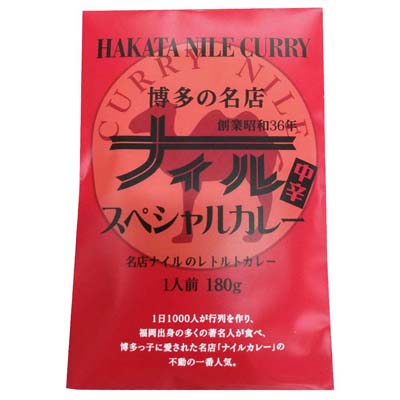 HAKATA NILE CURRY
CURRY NILE
博多の名店
創業昭和36年
ナイル
中辛
スペシャルカレー
名店ナイルのレトルトカレー
1人前 180g
1日1000人が行列を作り、
福岡出身の多くの著名人が食べ、
博多っ子に愛された名店「ナイルカレー」の
不動の一番人気。